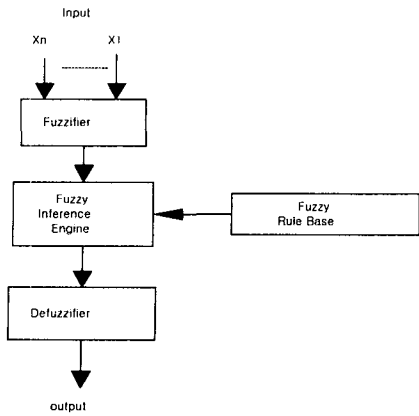 Input
Xn X1
Fuzzifier
Fuzzy
Inference
Engine
Fuzzy
Rule Base
Defuzzifier
output